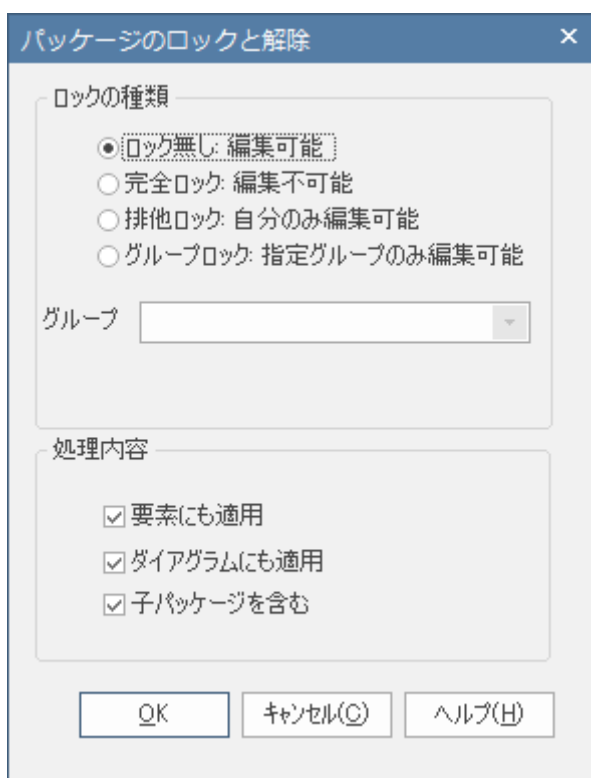 パッケージのロックと解除
ロックの種類
ロック無し: 編集可能
完全ロック: 編集不可能
排他ロック: 自分のみ編集可能
グループロック: 指定グループのみ編集可能
グループ
処理内容
要素にも適用
ダイアグラムにも適用
子パッケージを含む
OK
キャンセル(C)
ヘルプ(H)